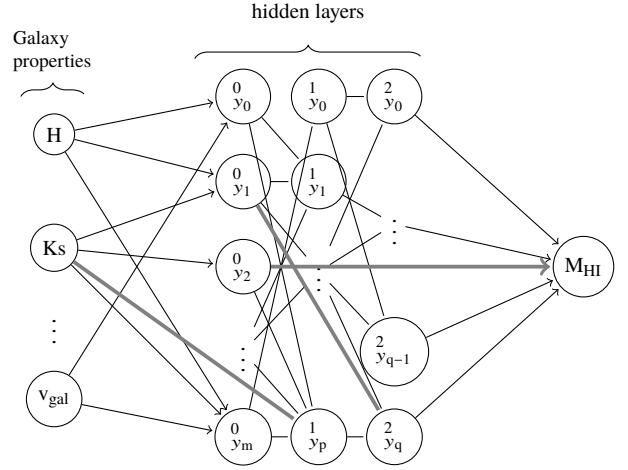 hidden layers
Galaxy
properties
H
Ks
⋮
v_gal
0
y_0
0
y_1
0
y_2
⋮
0
y_m
1
y_0
1
y_1
⋮
1
y_p
2
y_0
⋮
2
y_q−1
2
y_q
M_HI